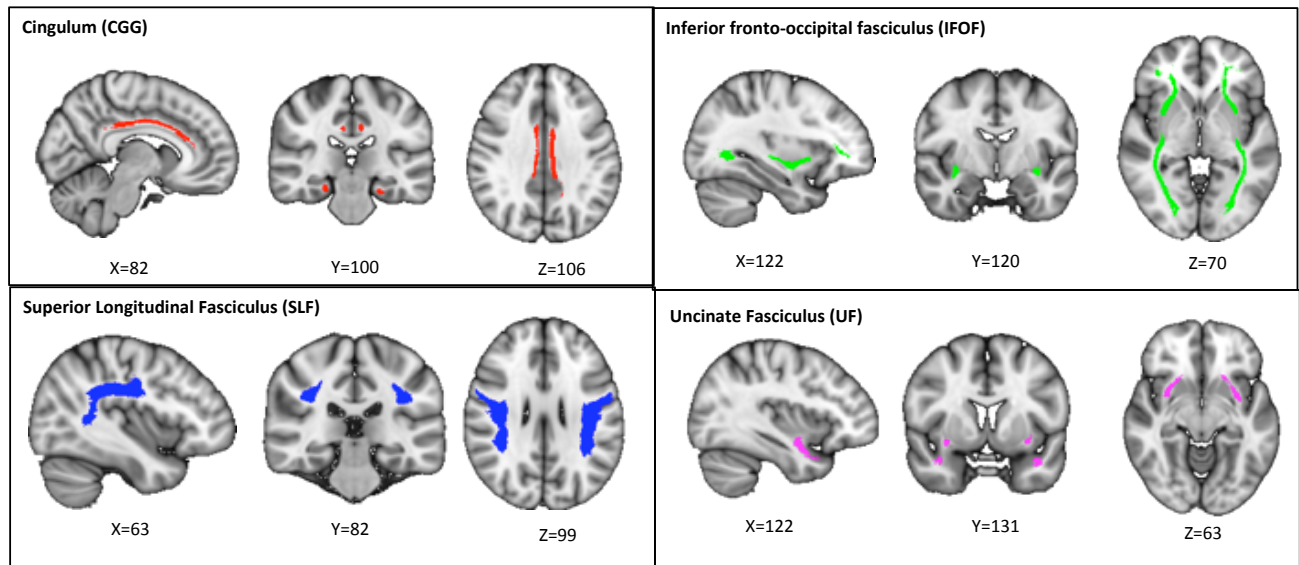 Cingulum (CGG)
X=82
Y=100
Z=106
Inferior fronto-occipital fasciculus (IFOF)
X=122
Y=120
Z=70
Superior Longitudinal Fasciculus (SLF)
X=63
Y=82
Z=99
Uncinate Fasciculus (UF)
X=122
Y=131
Z=63